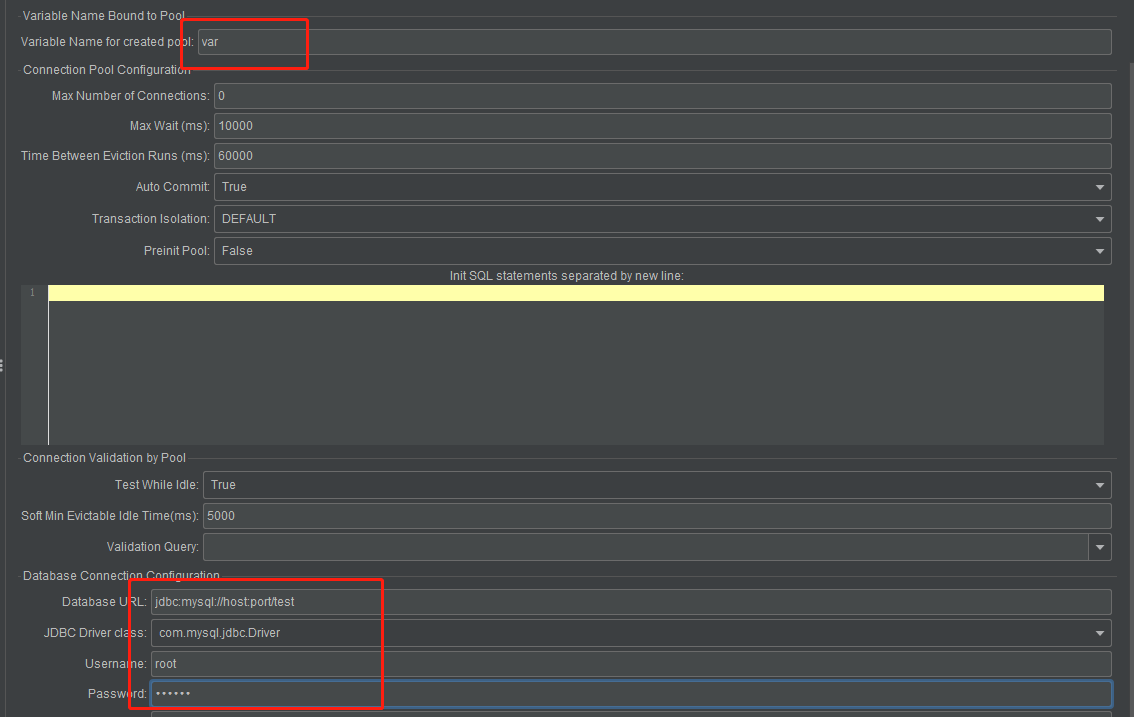 Variable Name Bound to Pool
Variable Name for created pool: var
Connection Pool Configuration
Max Number of Connections: 0
Max Wait (ms): 10000
Time Between Eviction Runs (ms): 60000
Auto Commit: True
Transaction Isolation: DEFAULT
Preinit Pool: False
Init SQL statements separated by new line:
1
Connection Validation by Pool
Test While Idle: True
Soft Min Evictable Idle Time(ms): 5000
Validation Query:
Database Connection Configuration
Database URL: jdbc:mysql://host:port/test
JDBC Driver class: com.mysql.jdbc.Driver
Username: root
Password: ••••••